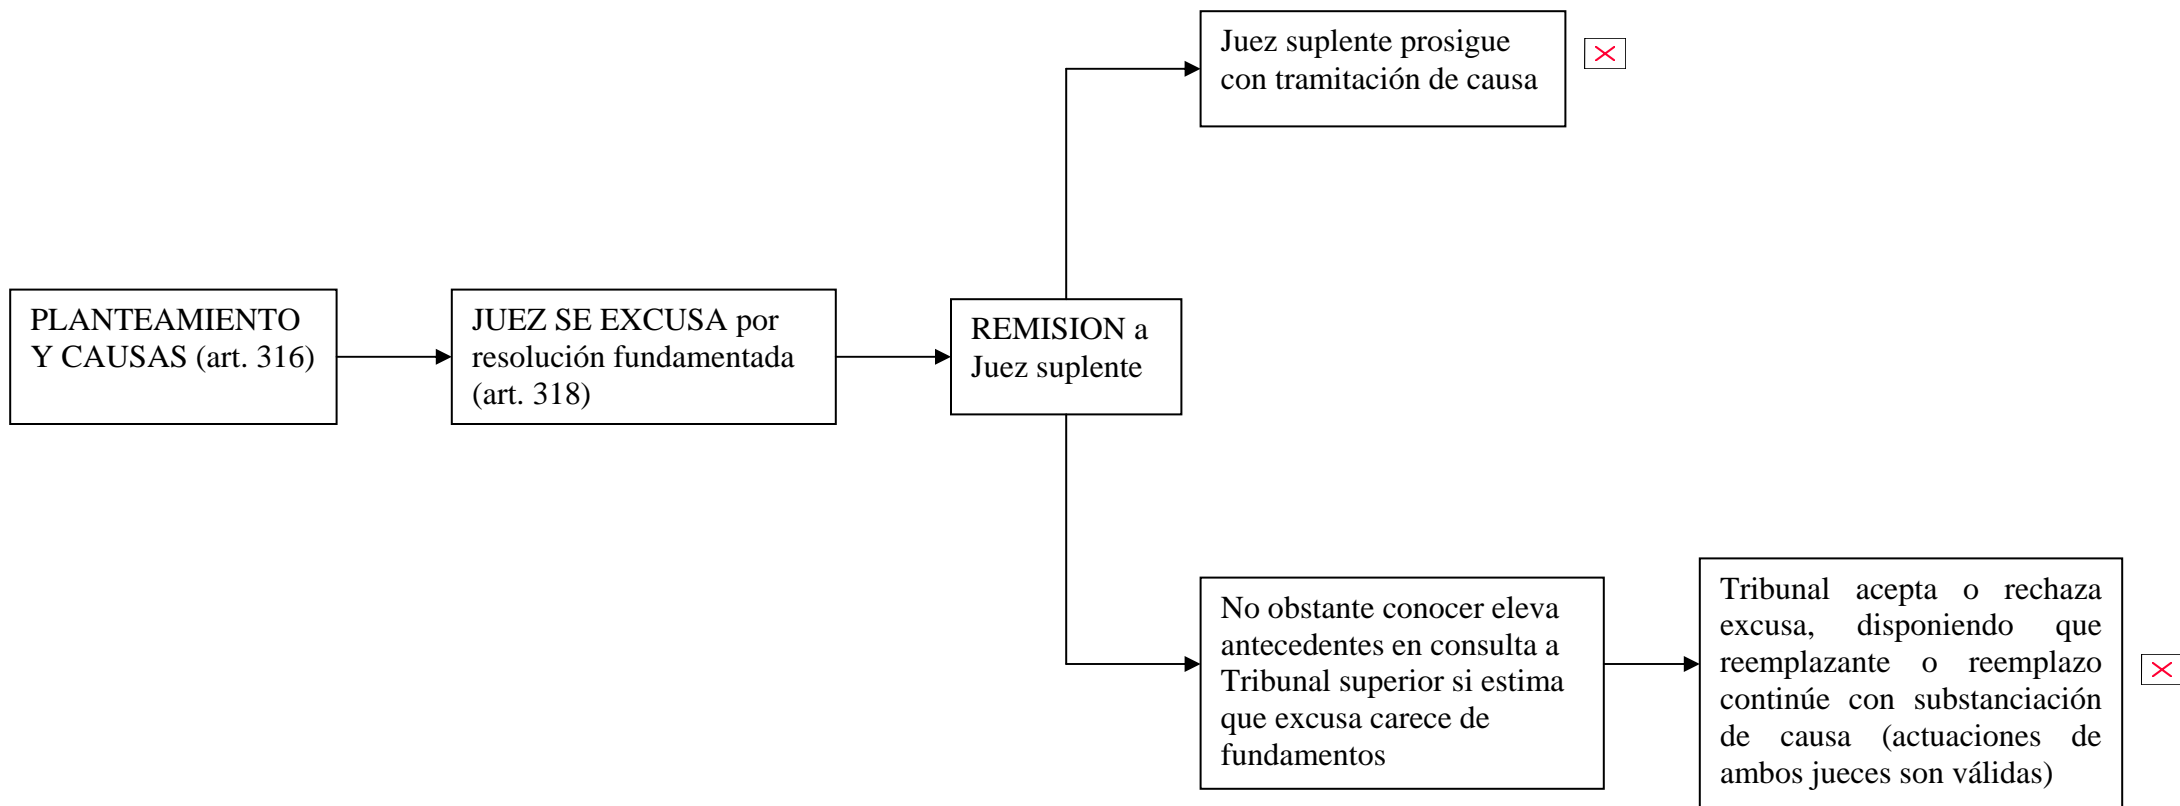 Juez suplente prosigue
con tramitación de causa
PLANTEAMIENTO
Y CAUSAS (art. 316)
JUEZ SE EXCUSA por
resolución fundamentada
(art. 318)
REMISION a
Juez suplente
No obstante conocer eleva
antecedentes en consulta a
Tribunal superior si estima
que excusa carece de
fundamentos
Tribunal acepta o rechaza
excusa, disponiendo que
reemplazante o reemplazo
continúe con substanciación
de causa (actuaciones de
ambos jueces son válidas)